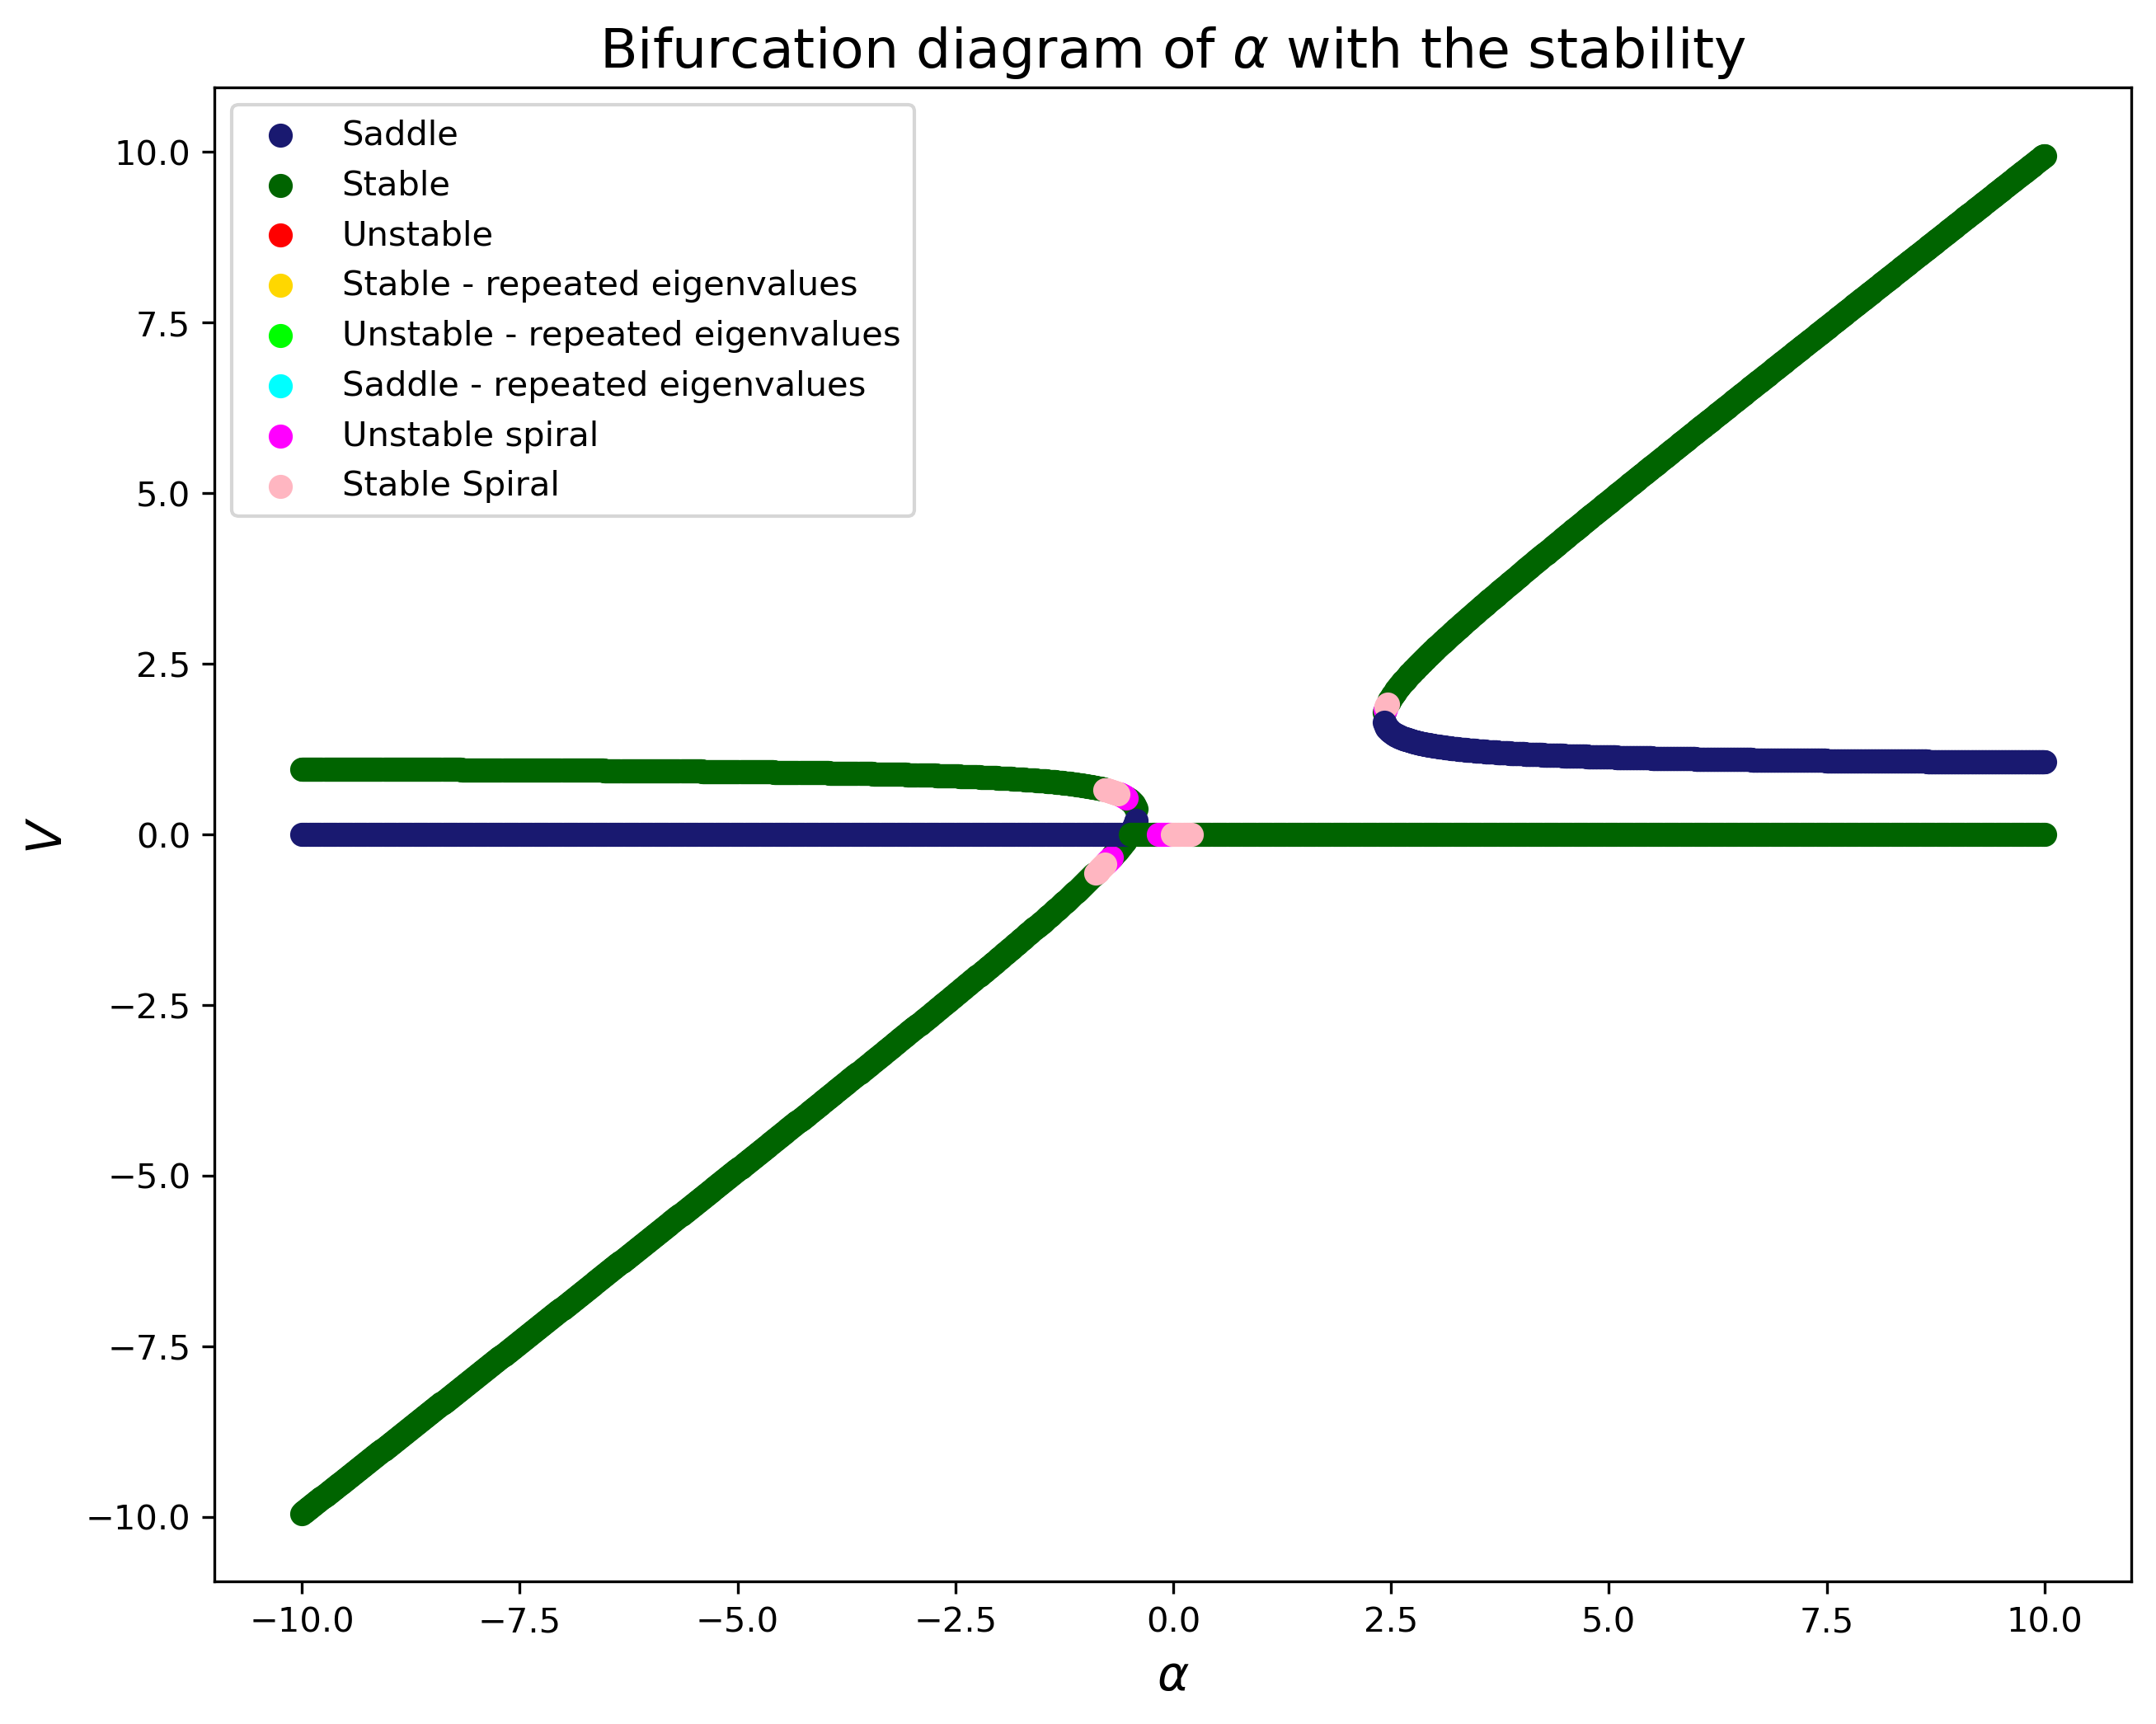 Bifurcation diagram of α with the stability
Saddle
Stable
Unstable
Stable - repeated eigenvalues
Unstable - repeated eigenvalues
Saddle - repeated eigenvalues
Unstable spiral
Stable Spiral
10.0
7.5
5.0
2.5
0.0
−2.5
−5.0
−7.5
−10.0
V
−10.0 −7.5 −5.0 −2.5 0.0 2.5 5.0 7.5 10.0
α